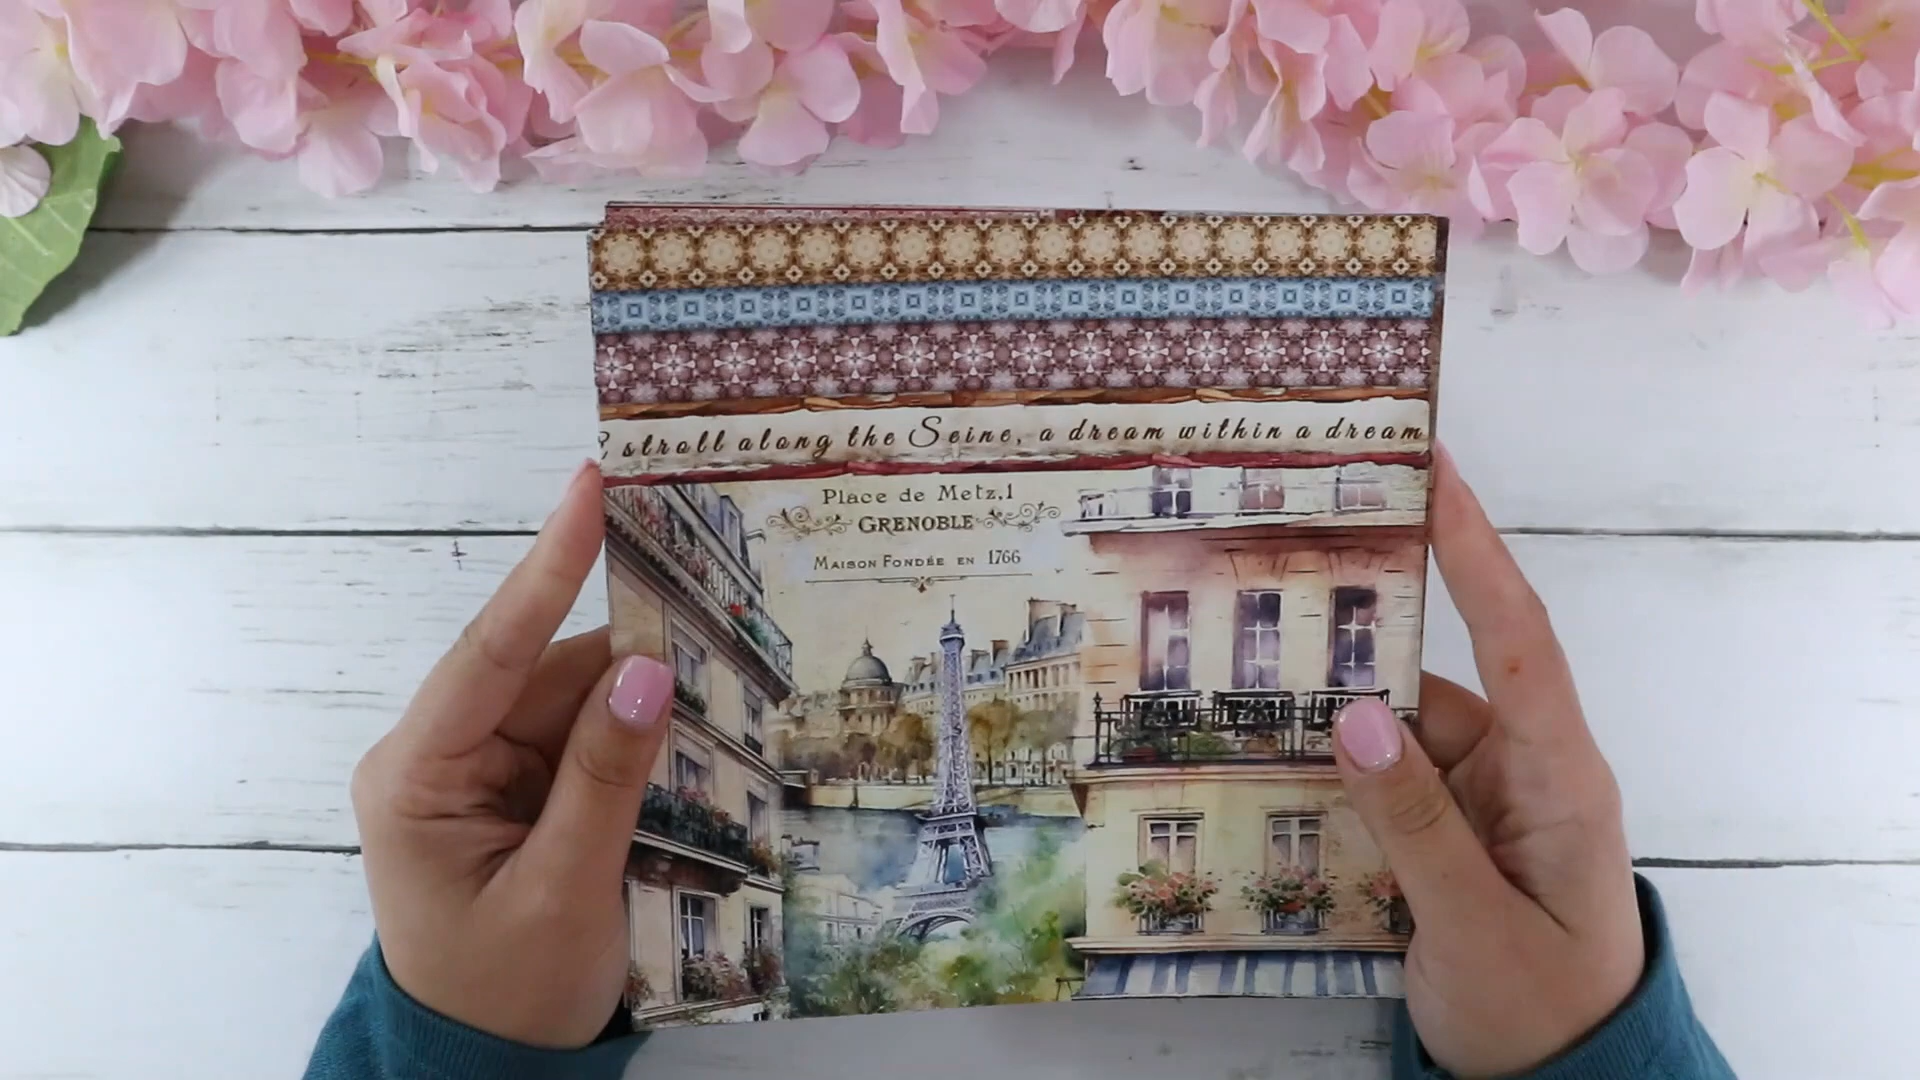 stroll along the Seine, a dream within a dream
Place de Metz,1
GRENOBLE
MAISON FONDÉE EN 1766